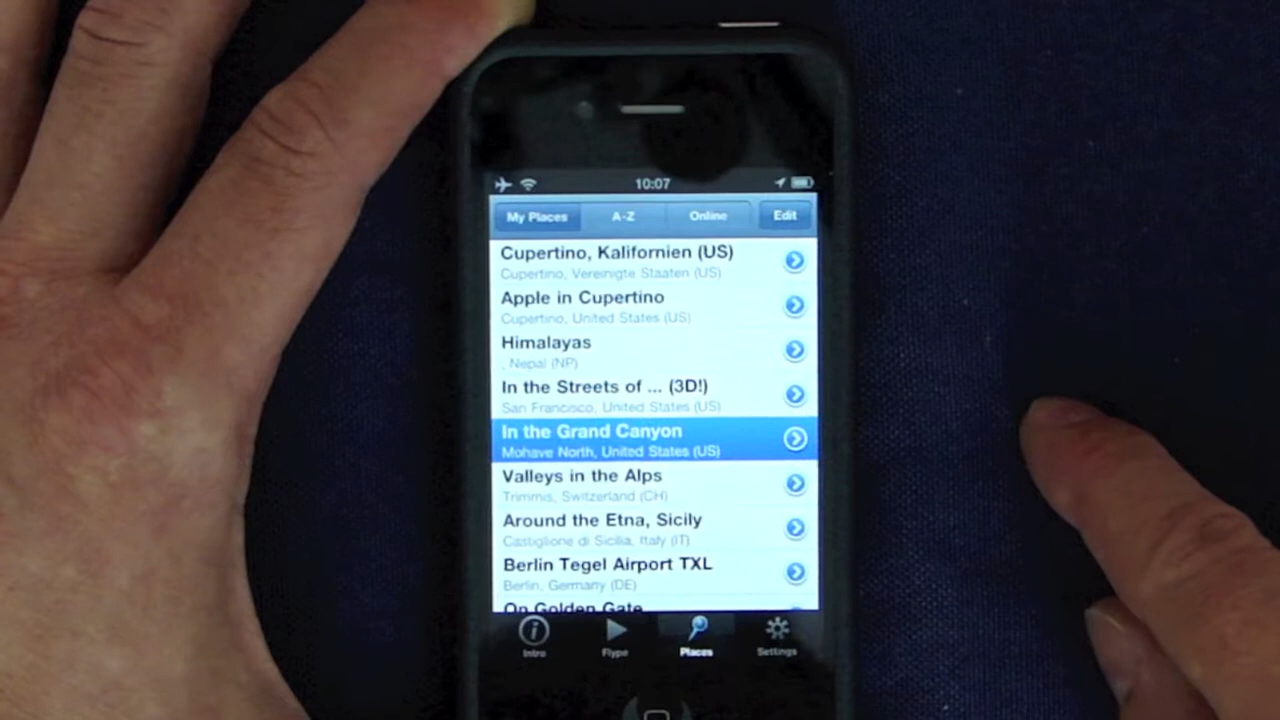 10:07
My Places A-Z Online Edit
Cupertino, Kalifornien (US)
Cupertino, Vereinigte Staaten (US)
Apple in Cupertino
Cupertino, United States (US)
Himalayas
, Nepal (NP)
In the Streets of ... (3D!)
San Francisco, United States (US)
In the Grand Canyon
Mohave North, United States (US)
Valleys in the Alps
Trimmis, Switzerland (CH)
Around the Etna, Sicily
Castiglione di Sicilia, Italy (IT)
Berlin Tegel Airport TXL
Berlin, Germany (DE)
On Golden Gate
Intro Flype Places Settings